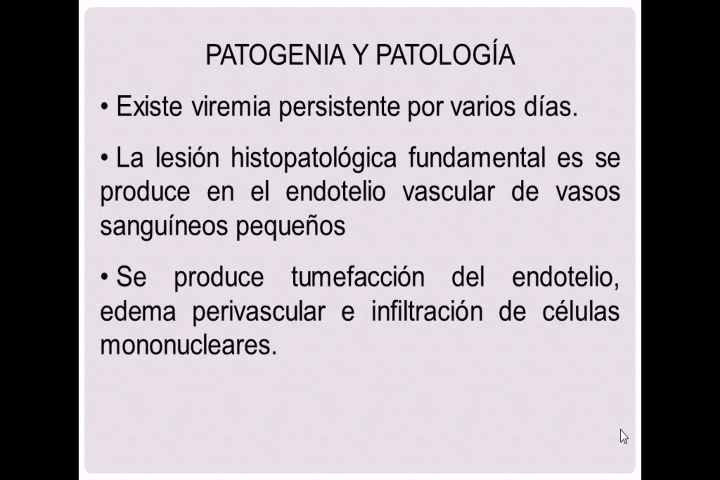 PATOGENIA Y PATOLOGÍA
• Existe viremia persistente por varios días.
• La lesión histopatológica fundamental es se
produce en el endotelio vascular de vasos
sanguíneos pequeños
• Se produce tumefacción del endotelio,
edema perivascular e infiltración de células
mononucleares.